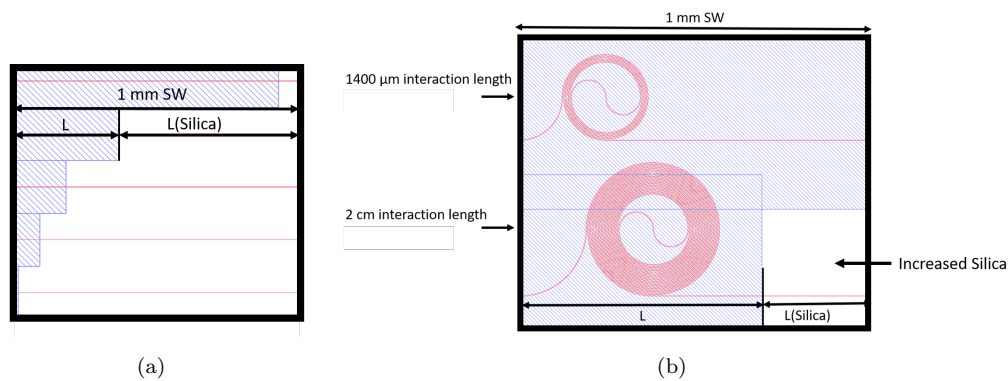 1 mm SW
L
L(Silica)
(a)
1 mm SW
1400 µm interaction length
2 cm interaction length
Increased Silica
L
L(Silica)
(b)